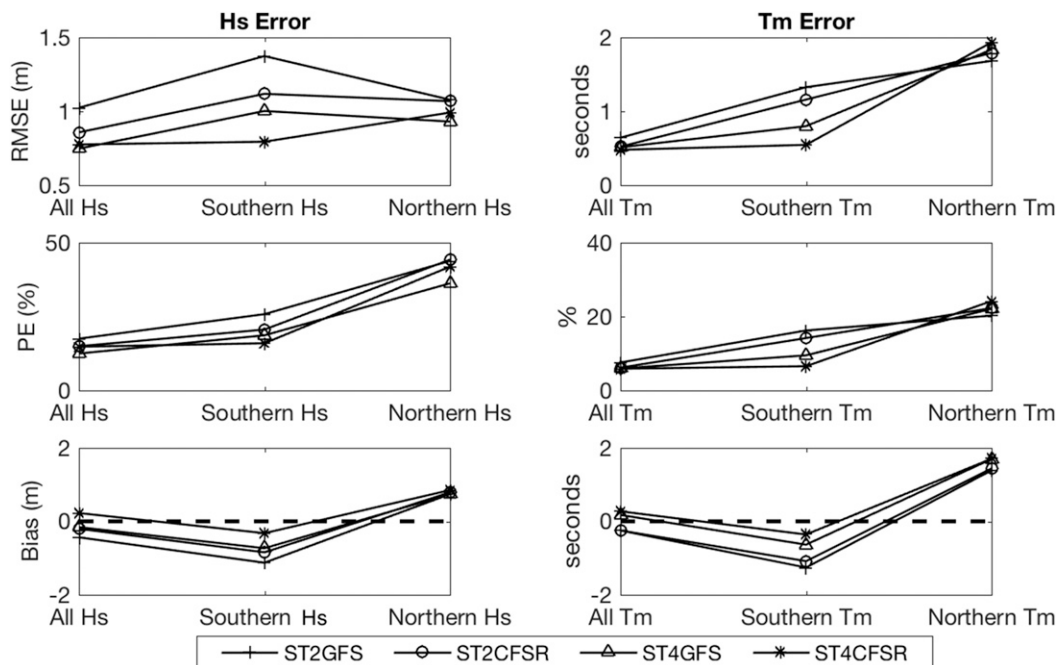 Hs Error
Tm Error
1.5
1
0.5
RMSE (m)
All Hs Southern Hs Northern Hs
2
1
0
seconds
All Tm Southern Tm Northern Tm
50
0
PE (%)
All Hs Southern Hs Northern Hs
40
20
0
%
All Tm Southern Tm Northern Tm
2
0
-2
Bias (m)
All Hs Southern Hs Northern Hs
2
0
-2
seconds
All Tm Southern Tm Northern Tm
ST2GFS ST2CFSR ST4GFS ST4CFSR